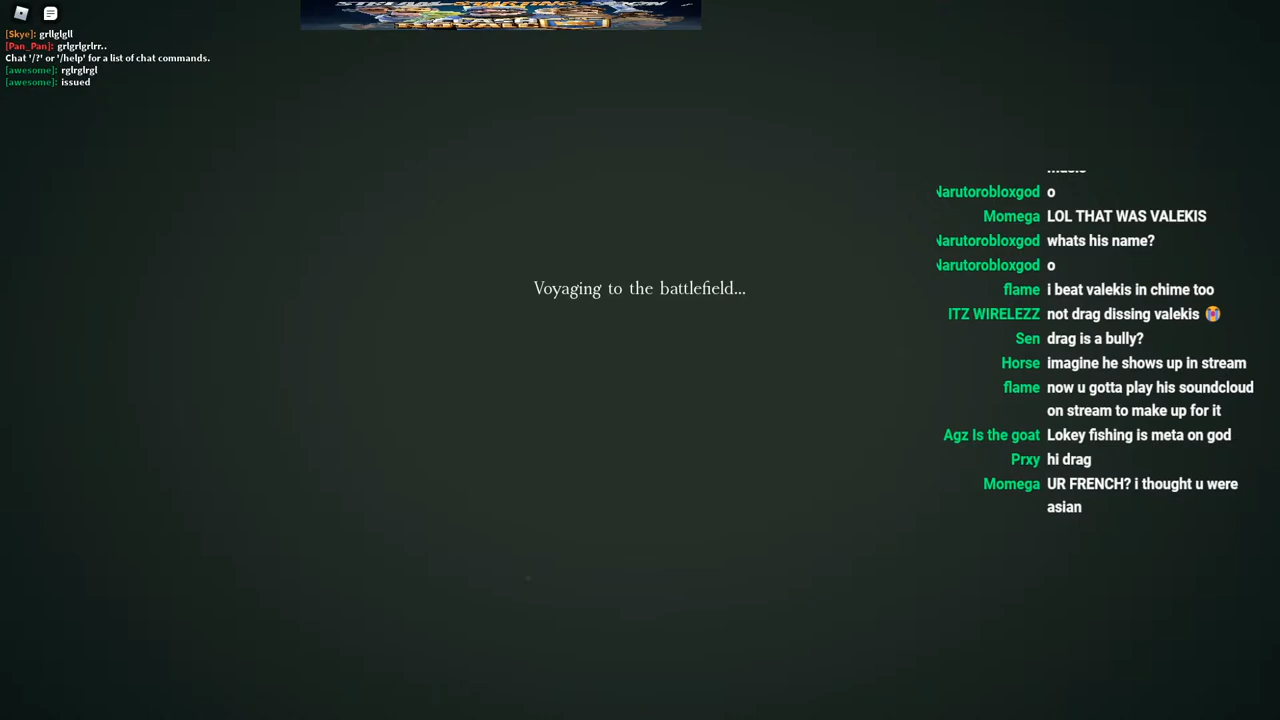 [Skye]: grllglgll
[Pan_Pan]: grlgrlgrlrr..
Chat '/?' or '/help' for a list of chat commands.
[awesome]: rglrglrgl
[awesome]: issued
Voyaging to the battlefield...
Narutorobloxgod o
Momega LOL THAT WAS VALEKIS
Narutorobloxgod whats his name?
Narutorobloxgod o
flame i beat valekis in chime too
ITZ WIRELEZZ not drag dissing valekis 😭
Sen drag is a bully?
Horse imagine he shows up in stream
flame now u gotta play his soundcloud
on stream to make up for it
Agz Is the goat Lokey fishing is meta on god
Prxy hi drag
Momega UR FRENCH? i thought u were
asian